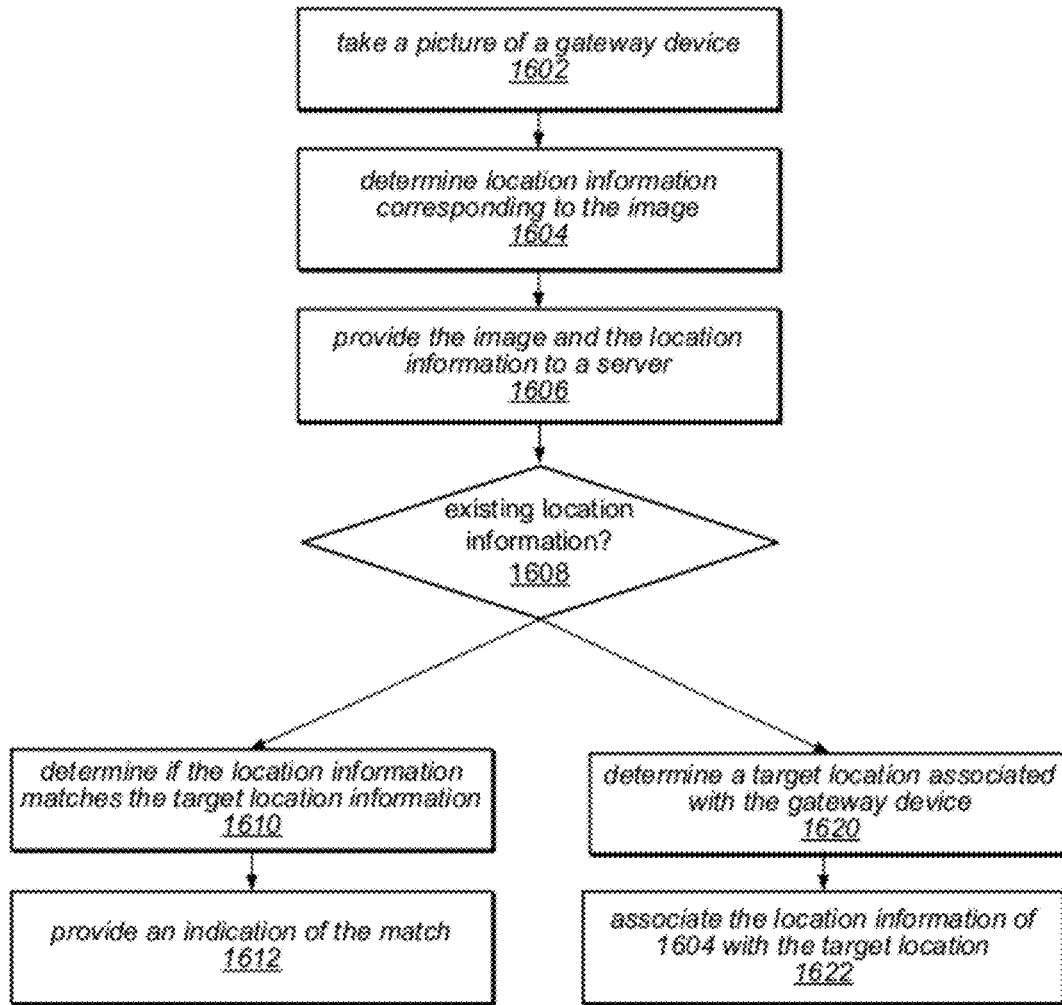 take a picture of a gateway device
1602
determine location information
corresponding to the image
1604
provide the image and the location
information to a server
1606
existing location
information?
1608
determine if the location information
matches the target location information
1610
provide an indication of the match
1612
determine a target location associated
with the gateway device
1620
associate the location information of
1604 with the target location
1622